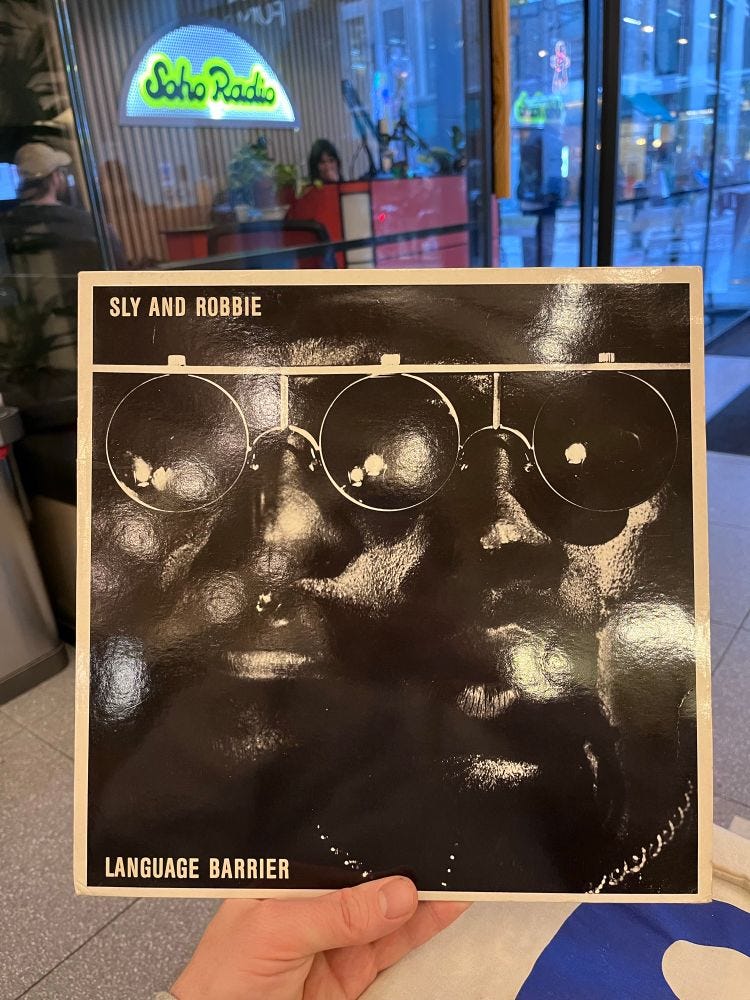 Soho Radio
SLY AND ROBBIE
LANGUAGE BARRIER